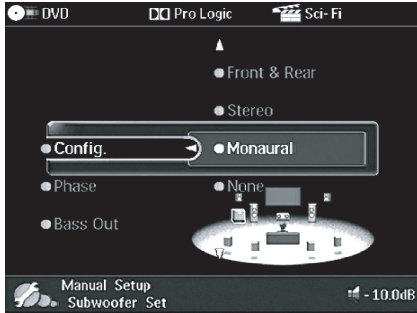 DVD Pro Logic Sci-Fi
Front & Rear
Stereo
Config. Monaural
Phase None
Bass Out
Manual Setup
Subwoofer Set -10.0dB